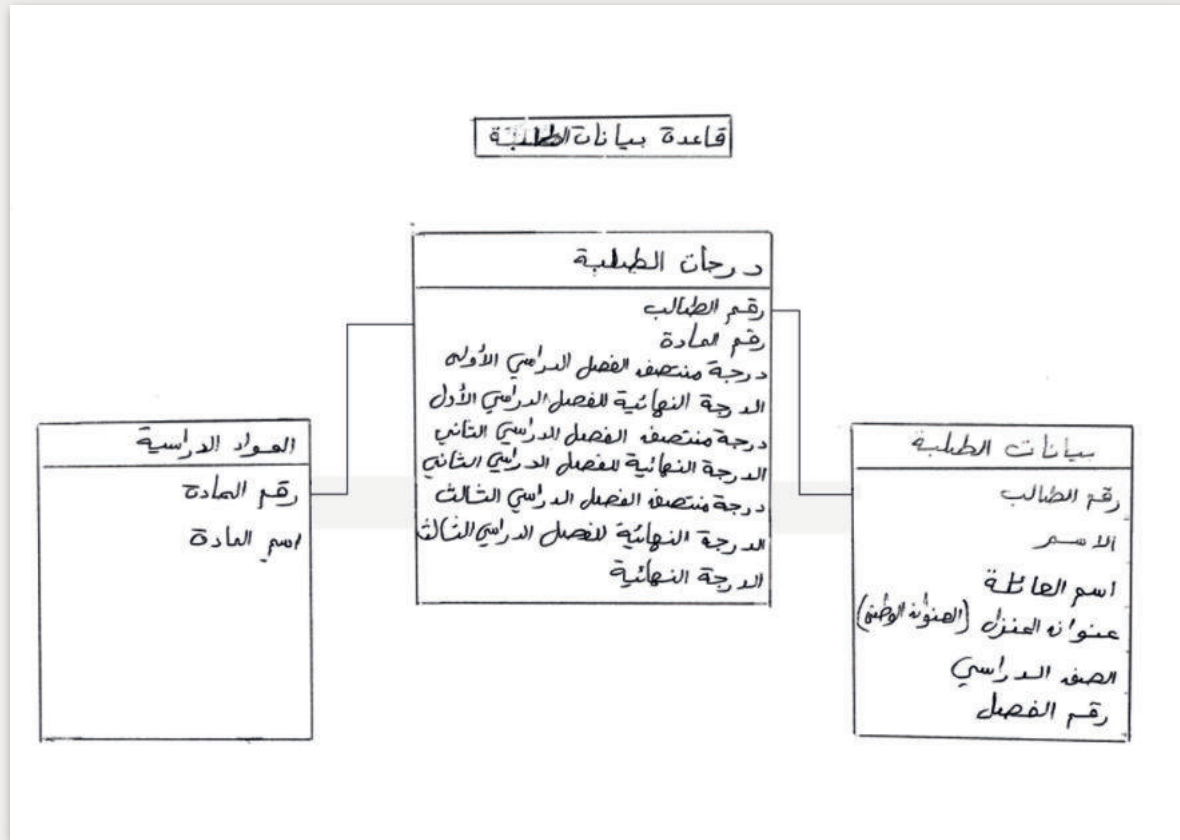 قاعدة بيانات الطلبة
درجات الطلبة
رقم الطالب
رقم المادة
درجة منتصف الفصل الدراسي الأول
الدرجة النهائية للفصل الدراسي الأول
درجة منتصف الفصل الدراسي الثاني
الدرجة النهائية للفصل الدراسي الثاني
درجة منتصف الفصل الدراسي الثالث
الدرجة النهائية للفصل الدراسي الثالث
الدرجة النهائية
بيانات الطلبة
رقم الطالب
الاسم
اسم العائلة
عنوان المنزل (العنوان الوطني)
الصف الدراسي
رقم الفصل
المواد الدراسية
رقم المادة
اسم المادة